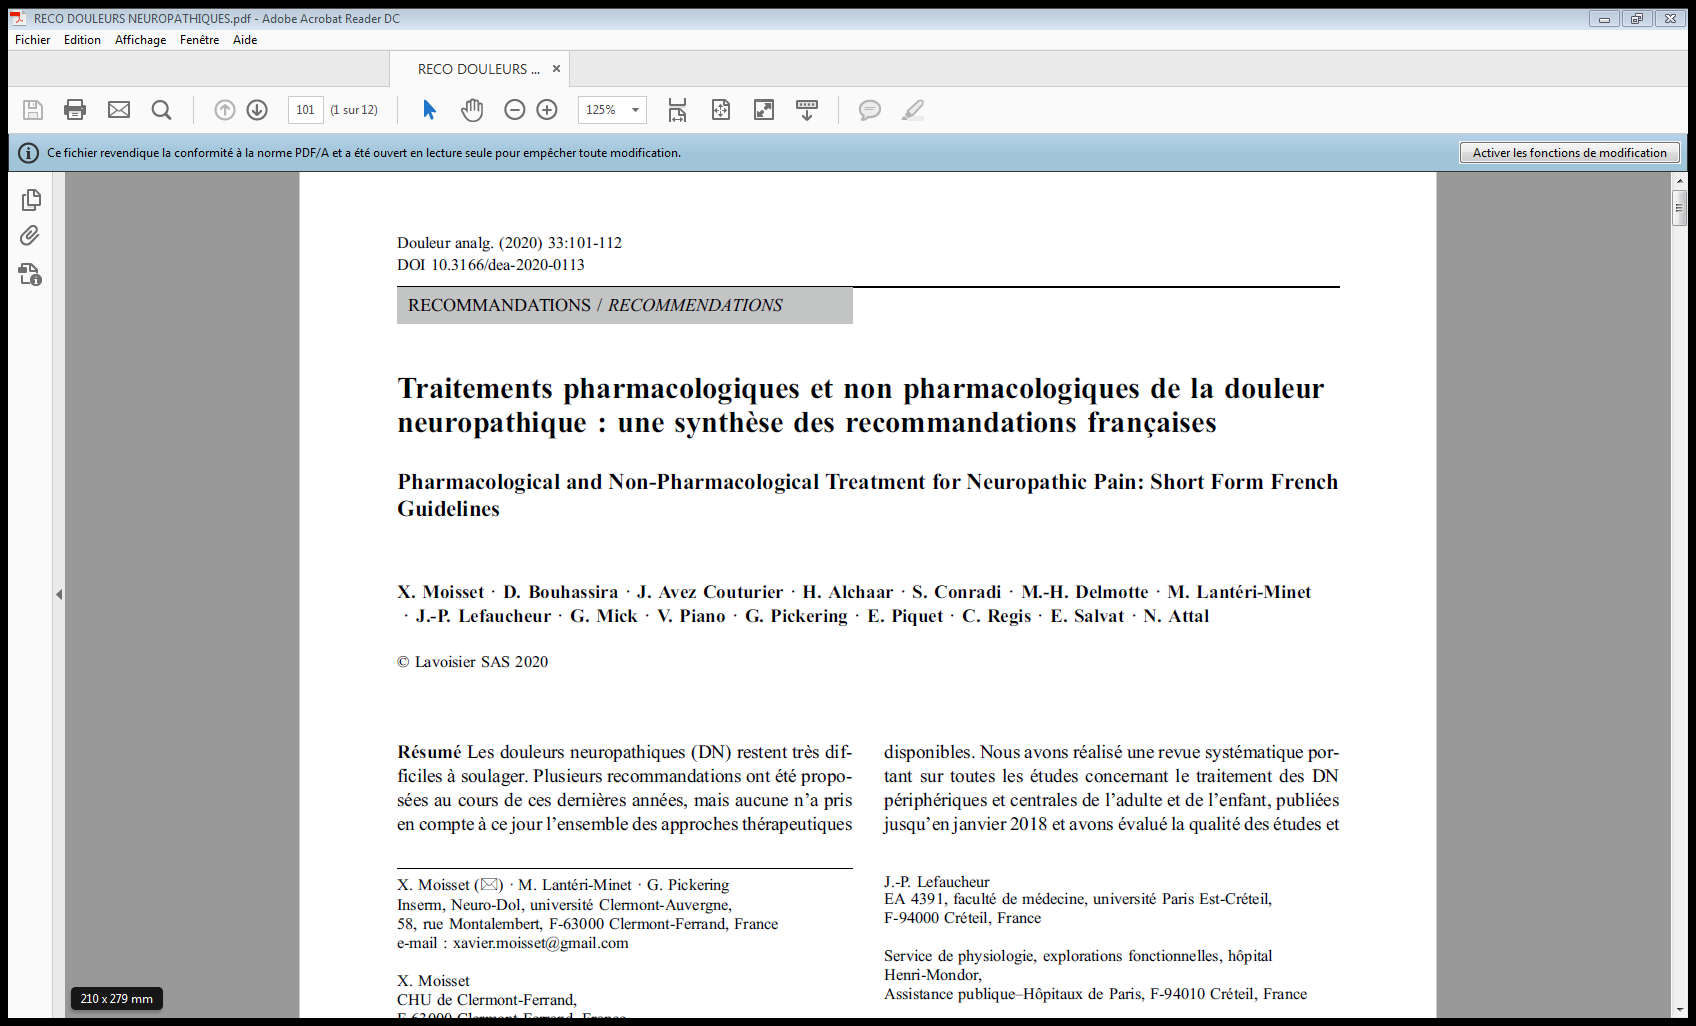 RECO DOULEURS NEUROPATHIQUES.pdf - Adobe Acrobat Reader DC
Fichier Edition Affichage Fenêtre Aide
RECO DOULEURS ... ×
101 (1 sur 12) 125%
Ce fichier revendique la conformité à la norme PDF/A et a été ouvert en lecture seule pour empêcher toute modification. Activer les fonctions de modification
Douleur analg. (2020) 33:101-112
DOI 10.3166/dea-2020-0113
RECOMMANDATIONS / RECOMMENDATIONS
Traitements pharmacologiques et non pharmacologiques de la douleur
neuropathique : une synthèse des recommandations françaises
Pharmacological and Non-Pharmacological Treatment for Neuropathic Pain: Short Form French
Guidelines
X. Moisset · D. Bouhassira · J. Avez Couturier · H. Alchaar · S. Conradi · M.-H. Delmotte · M. Lantéri-Minet
· J.-P. Lefaucheur · G. Mick · V. Piano · G. Pickering · E. Piquet · C. Regis · E. Salvat · N. Attal
© Lavoisier SAS 2020
Résumé Les douleurs neuropathiques (DN) restent très dif-
ficiles à soulager. Plusieurs recommandations ont été propo-
sées au cours de ces dernières années, mais aucune n'a pris
en compte à ce jour l'ensemble des approches thérapeutiques
disponibles. Nous avons réalisé une revue systématique por-
tant sur toutes les études concernant le traitement des DN
périphériques et centrales de l'adulte et de l'enfant, publiées
jusqu'en janvier 2018 et avons évalué la qualité des études et
X. Moisset (✉) · M. Lantéri-Minet · G. Pickering
Inserm, Neuro-Dol, université Clermont-Auvergne,
58, rue Montalembert, F-63000 Clermont-Ferrand, France
e-mail : xavier.moisset@gmail.com
X. Moisset
CHU de Clermont-Ferrand,
F-63000 Clermont-Ferrand, France
J.-P. Lefaucheur
EA 4391, faculté de médecine, université Paris Est-Créteil,
F-94000 Créteil, France
Service de physiologie, explorations fonctionnelles, hôpital
Henri-Mondor,
Assistance publique–Hôpitaux de Paris, F-94010 Créteil, France
210 x 279 mm